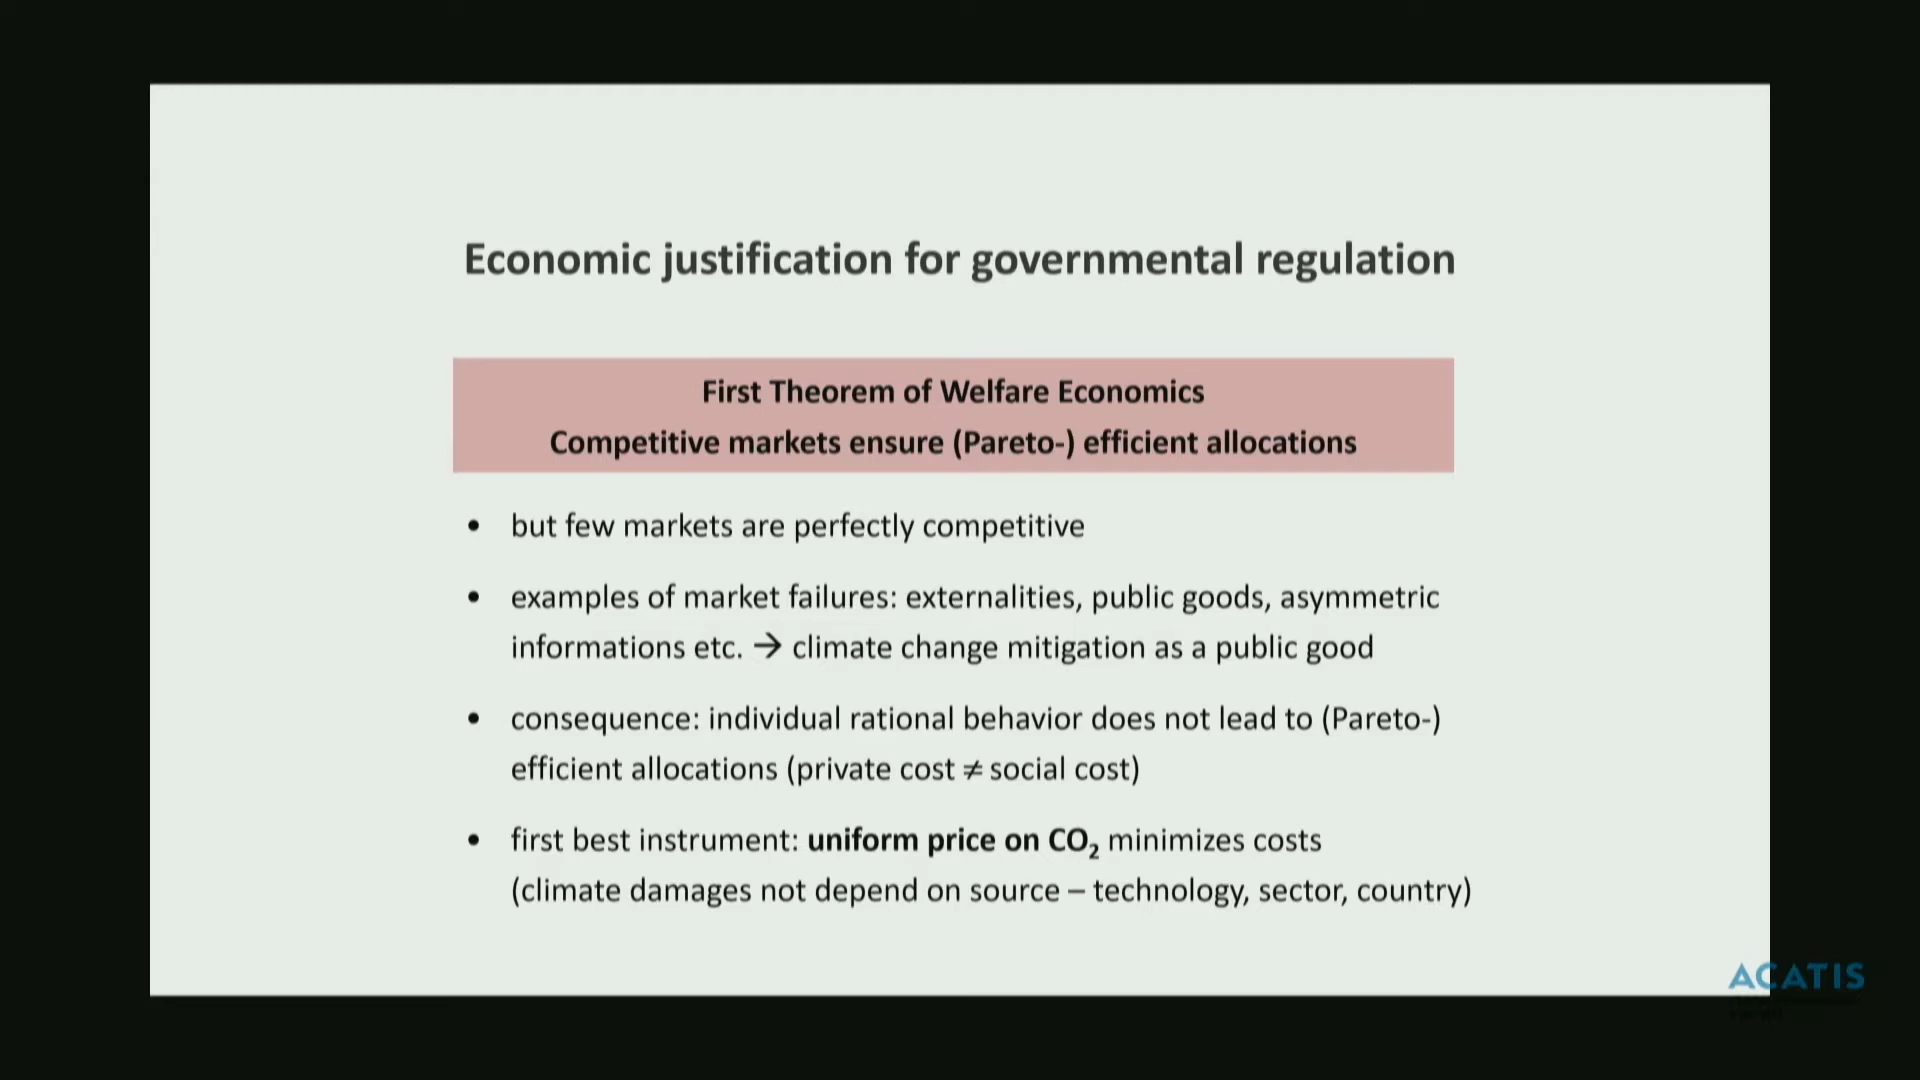 Economic justification for governmental regulation
First Theorem of Welfare Economics
Competitive markets ensure (Pareto-) efficient allocations
• but few markets are perfectly competitive
• examples of market failures: externalities, public goods, asymmetric
informations etc. → climate change mitigation as a public good
• consequence: individual rational behavior does not lead to (Pareto-)
efficient allocations (private cost ≠ social cost)
• first best instrument: uniform price on CO₂ minimizes costs
(climate damages not depend on source – technology, sector, country)
ACATIS